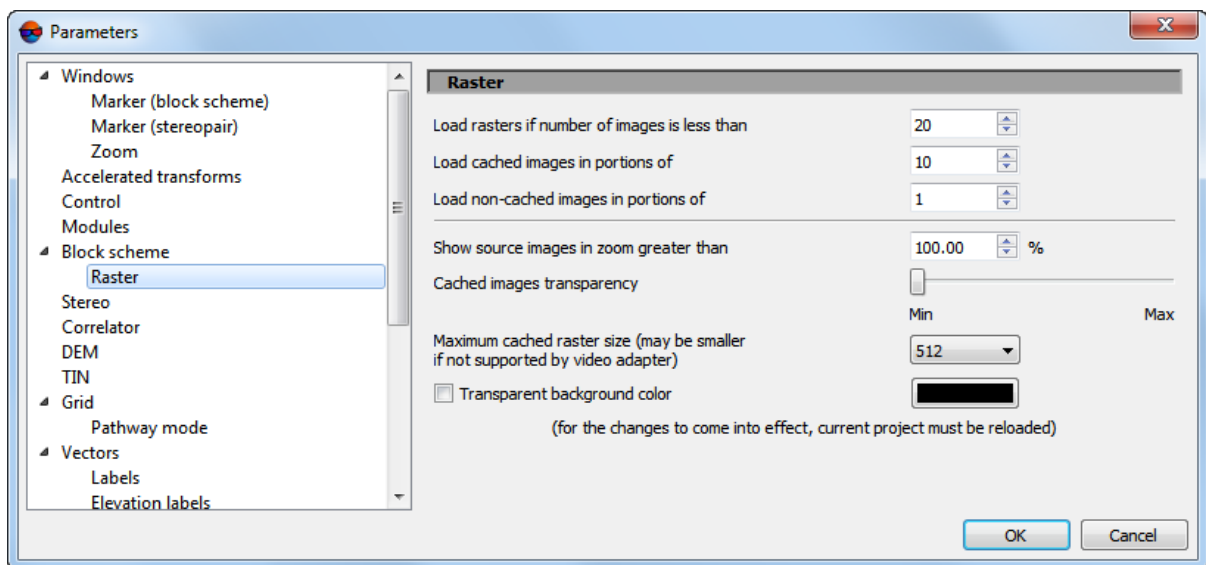 Parameters
Windows
Marker (block scheme)
Marker (stereopair)
Zoom
Accelerated transforms
Control
Modules
Block scheme
Raster
Stereo
Correlator
DEM
TIN
Grid
Pathway mode
Vectors
Labels
Elevation labels
Raster
Load rasters if number of images is less than 20
Load cached images in portions of 10
Load non-cached images in portions of 1
Show source images in zoom greater than 100.00 %
Cached images transparency
Min Max
Maximum cached raster size (may be smaller
if not supported by video adapter) 512
Transparent background color
(for the changes to come into effect, current project must be reloaded)
OK Cancel